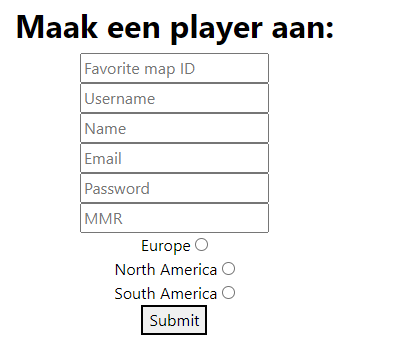 Maak een player aan:
Favorite map ID
Username
Name
Email
Password
MMR
Europe
North America
South America
Submit